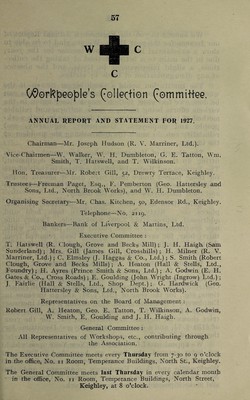 57
W C
C
Workpeople's Collection Committee.
ANNUAL REPORT AND STATEMENT FOR 1927.
Chairman—Mr. Joseph Hudson (R. V. Marriner, Ltd.).
Vice-Chairmen—W. Walker, W. H. Dumbleton, G. E. Tatton, Wm.
Smith, T. Hartwell, and T. Wilkinson.
Hon. Treasurer—Mr. Robert Gill, 52, Drewry Terrace, Keighley.
Trustees—Freeman Paget, Esq., F. Pemberton (Geo. Hattersley and
Sons, Ltd., North Brook Works), and W. H. Dumbleton.
Organising Secretary—Mr. Chas. Kitchen, 50, Edensor Rd., Keighley.
Telephone—No. 2119.
Bankers—Bank of Liverpool & Martins, Ltd.
Executive Committee:
T. Hartwell (R. Clough, Grove and Becks Mill); J. M. Haigh (Sam
Sunderland); Mrs. Gill (James Gill, Crosshills); H. Milner (R. V.
Marriner, Ltd.); C. Elmsley (J. Haggas & Co., Ltd.); S. Smith (Robert
Clough, Grove and Becks Mills); A. Heaton (Hall & Stells, Ltd.,
Foundry); H. Ayres (Prince Smith & Sons, Ltd.); A. Godwin (E. H.
Gates & Co., Cross Roads); E. Goulding (John Wright (Ingrow) Ltd.);
J. Fairlie (Hall & Stells, Ltd., Shop Dept.); G. Hardwick (Geo.
Hattersley & Sons, Ltd., North Brook Works).
Representatives on the Board of Management:
Robert Gill, A. Heaton, Geo. E. Tatton, T. Wilkinson, A. Godwin,
W. Smith, E. Goulding and J. H. Haigh.
General Committee:
All Representatives of Workshops, etc., contributing through
the Association.
The Executive Committee meets every Thursday from 7-30 to 9 o'clock
in the office, No. 11 Room, Temperance Buildings, North St., Keighley.
The General Committee meets last Thursday in every calendar month
in the office, No. 11 Room, Temperance Buildings, North Street,
Keighley, at 8 o'clock.